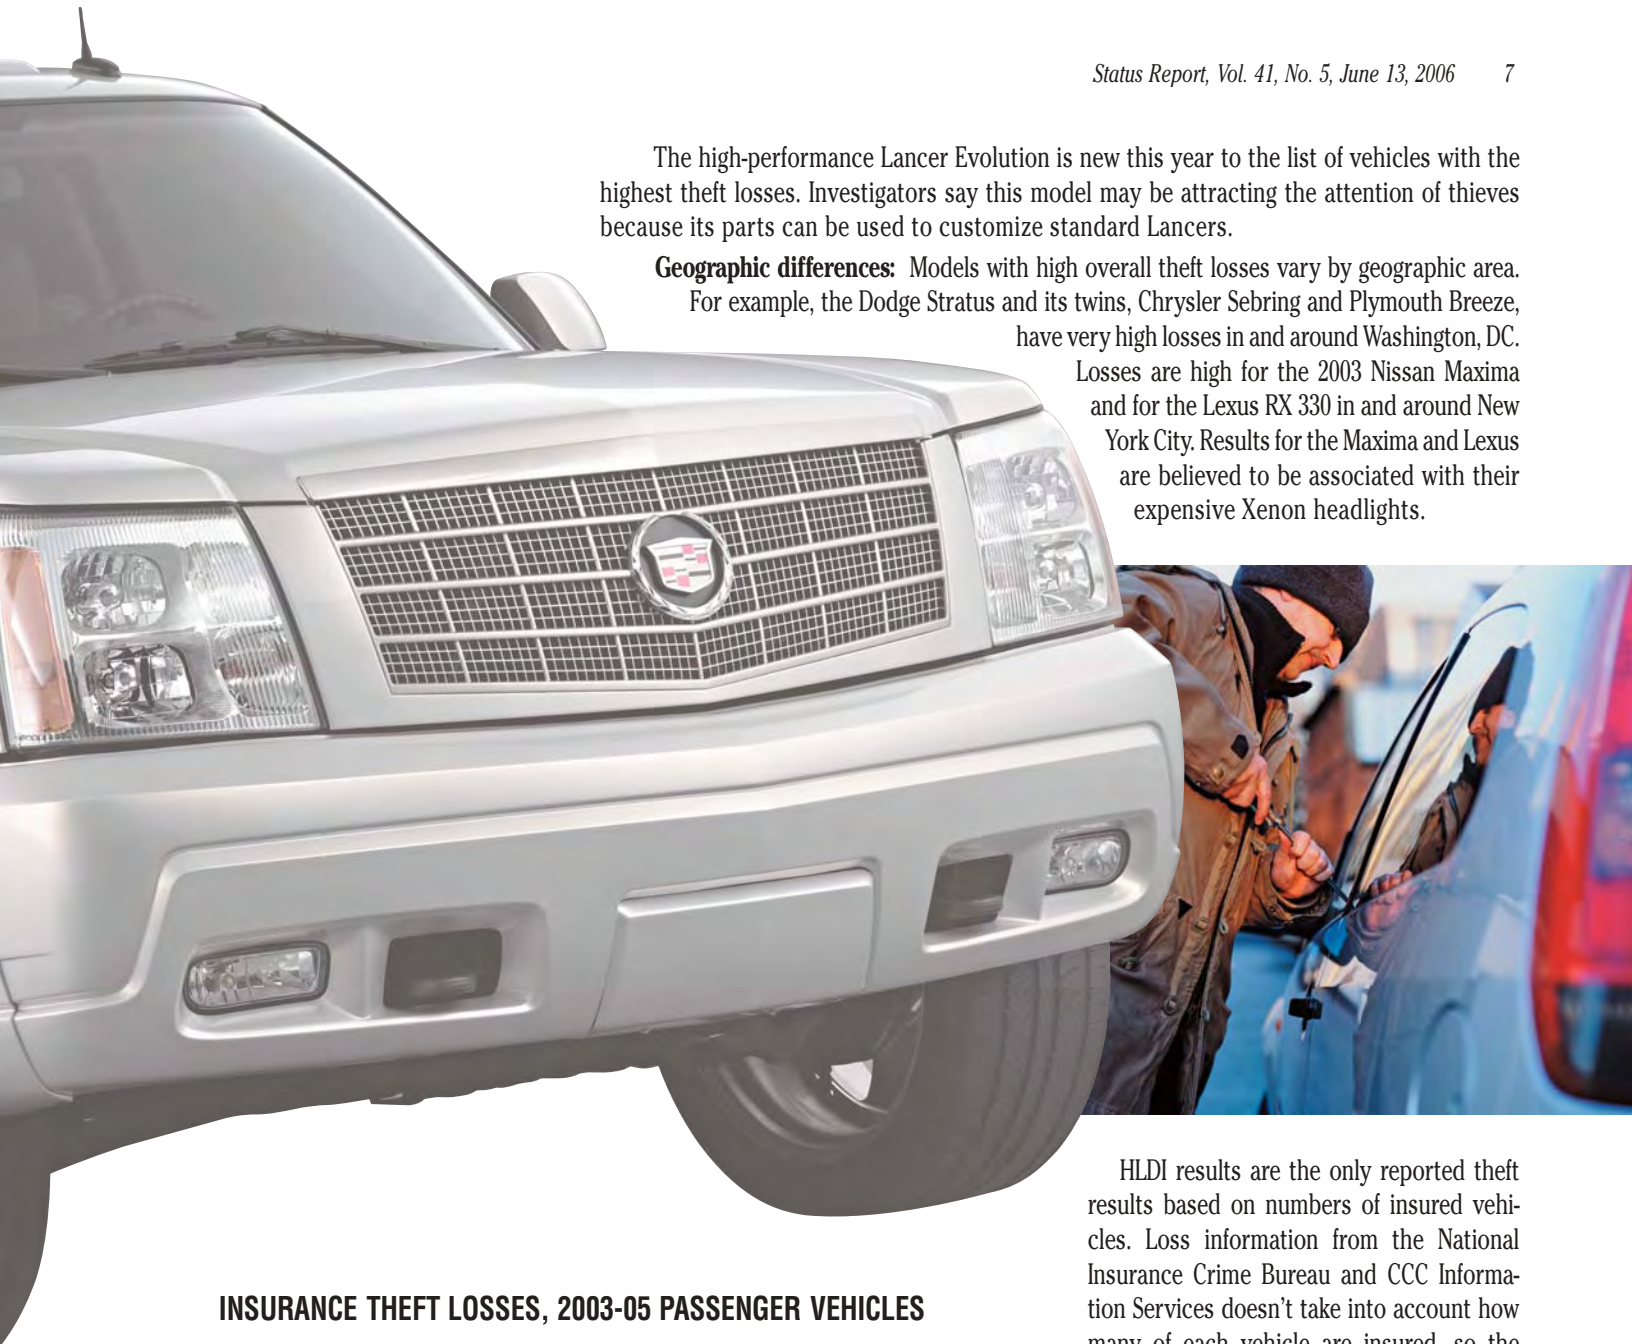 Status Report, Vol. 41, No. 5, June 13, 2006 7
The high-performance Lancer Evolution is new this year to the list of vehicles with the
highest theft losses. Investigators say this model may be attracting the attention of thieves
because its parts can be used to customize standard Lancers.
Geographic differences: Models with high overall theft losses vary by geographic area.
For example, the Dodge Stratus and its twins, Chrysler Sebring and Plymouth Breeze,
have very high losses in and around Washington, DC.
Losses are high for the 2003 Nissan Maxima
and for the Lexus RX 330 in and around New
York City. Results for the Maxima and Lexus
are believed to be associated with their
expensive Xenon headlights.
HLDI results are the only reported theft
results based on numbers of insured vehi-
cles. Loss information from the National
Insurance Crime Bureau and CCC Informa-
tion Services doesn't take into account how
many of each vehicle are insured, so the
INSURANCE THEFT LOSSES, 2003-05 PASSENGER VEHICLES